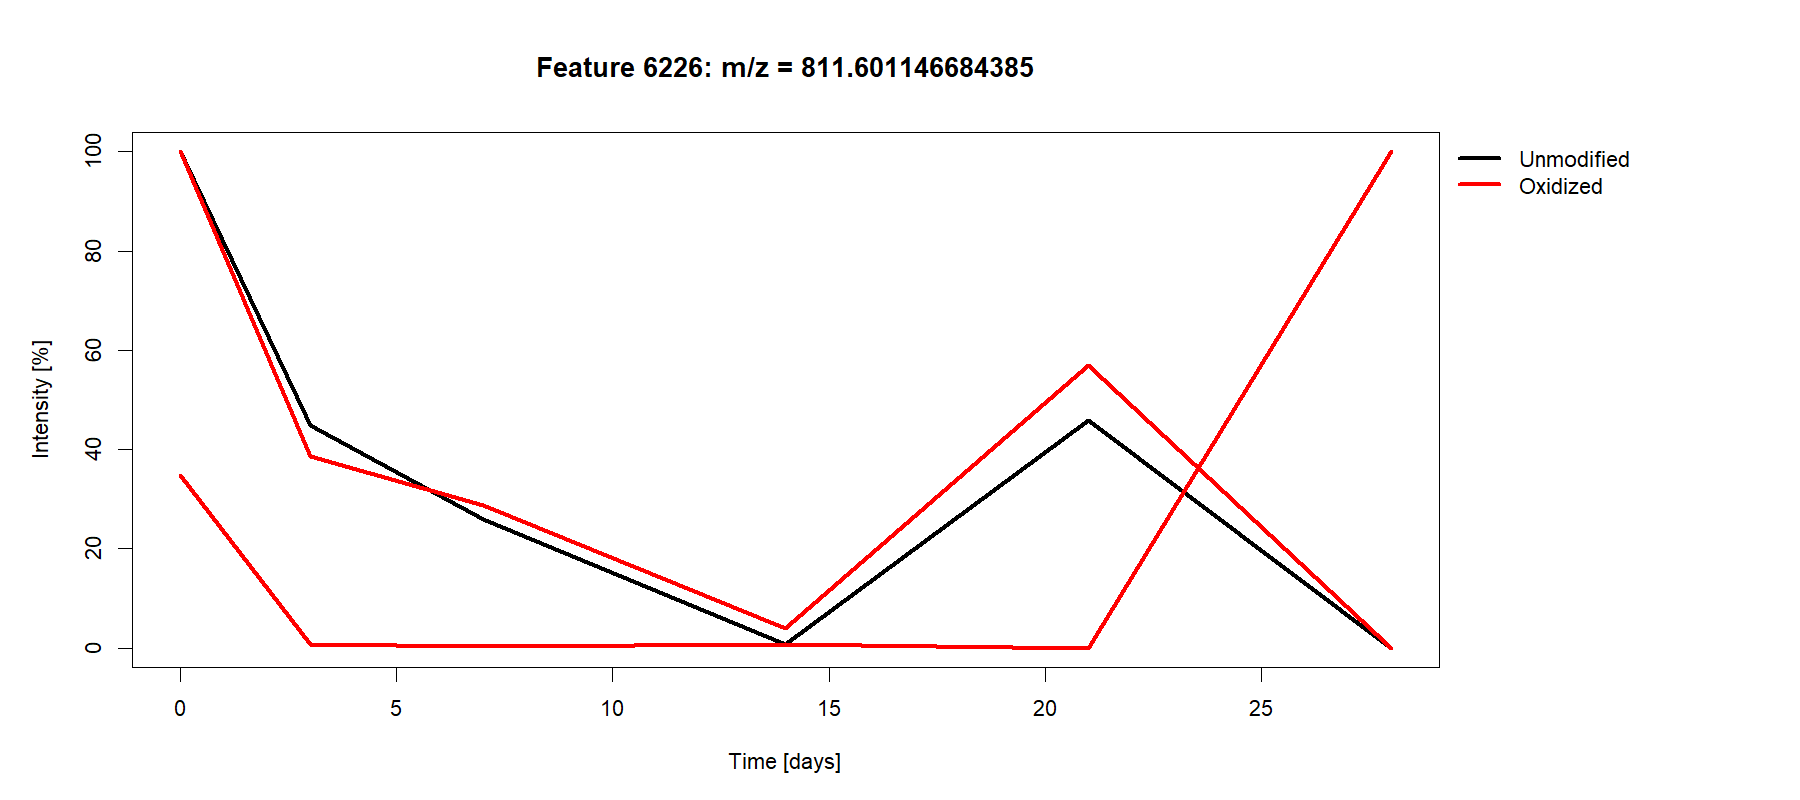 Feature 6226: m/z = 811.601146684385
100
80
60
40
20
0
Intensity [%]
Unmodified
Oxidized
0 5 10 15 20 25
Time [days]